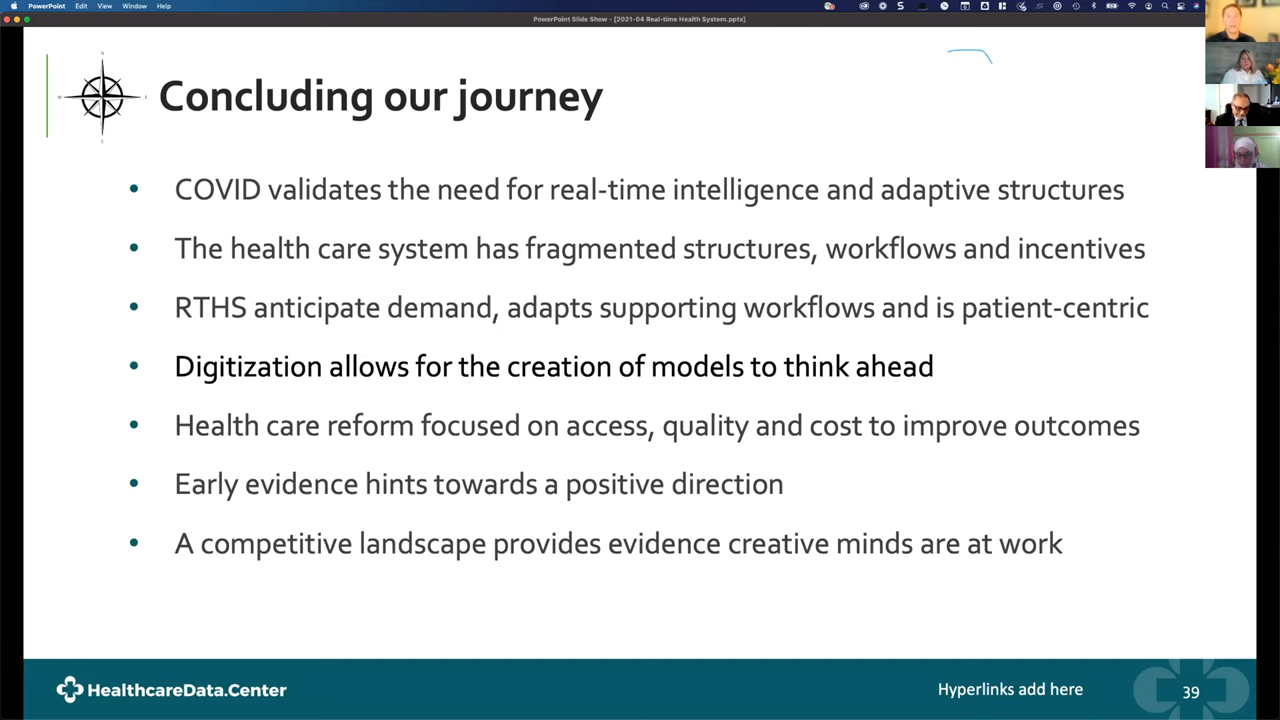 PowerPoint Edit View Window Help
PowerPoint Slide Show - [2021-04 Real-time Health System.pptx]
Concluding our journey
• COVID validates the need for real-time intelligence and adaptive structures
• The health care system has fragmented structures, workflows and incentives
• RTHS anticipate demand, adapts supporting workflows and is patient-centric
• Digitization allows for the creation of models to think ahead
• Health care reform focused on access, quality and cost to improve outcomes
• Early evidence hints towards a positive direction
• A competitive landscape provides evidence creative minds are at work
HealthcareData.Center
Hyperlinks add here
39